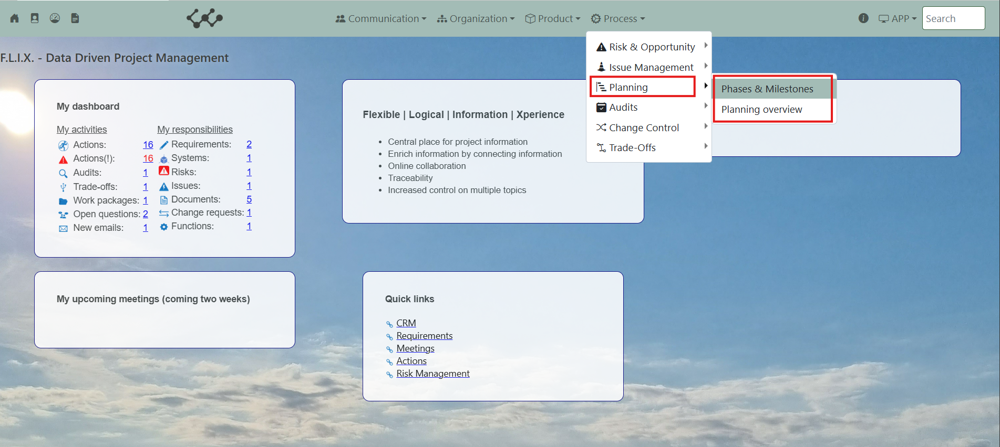 Communication Organization Product Process APP Search
F.L.I.X. - Data Driven Project Management
Risk & Opportunity
Issue Management
Planning
Audits
Change Control
Trade-Offs
Phases & Milestones
Planning overview
My dashboard
My activities
Actions: 16
Actions(!): 16
Audits: 1
Trade-offs: 1
Work packages: 1
Open questions: 2
New emails: 1
My responsibilities
Requirements: 2
Systems: 1
Risks: 1
Issues: 1
Documents: 5
Change requests: 1
Functions: 1
Flexible | Logical | Information | Xperience
• Central place for project information
• Enrich information by connecting information
• Online collaboration
• Traceability
• Increased control on multiple topics
My upcoming meetings (coming two weeks)
Quick links
CRM
Requirements
Meetings
Actions
Risk Management